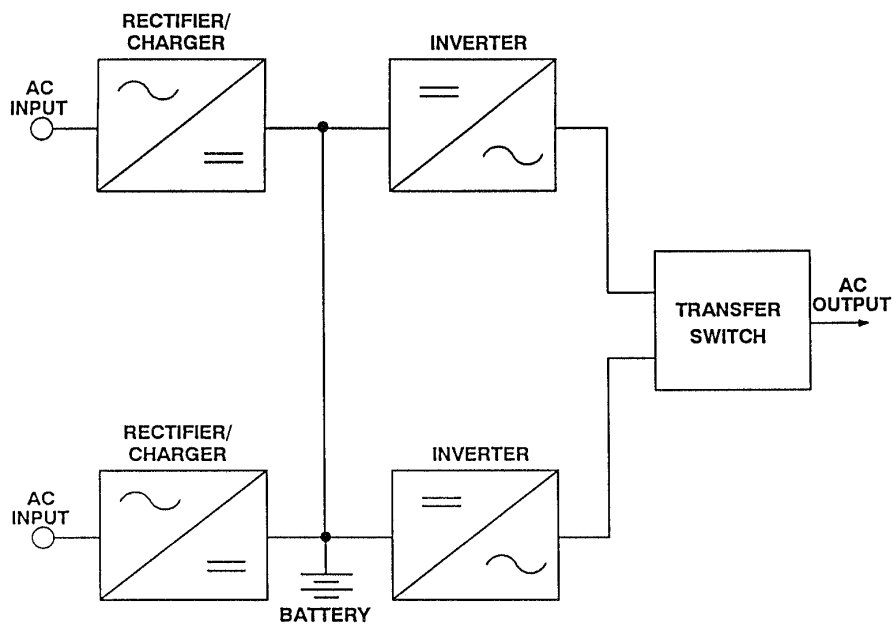 RECTIFIER/
CHARGER
INVERTER
AC
INPUT
TRANSFER
SWITCH
AC
OUTPUT
RECTIFIER/
CHARGER
INVERTER
AC
INPUT
BATTERY